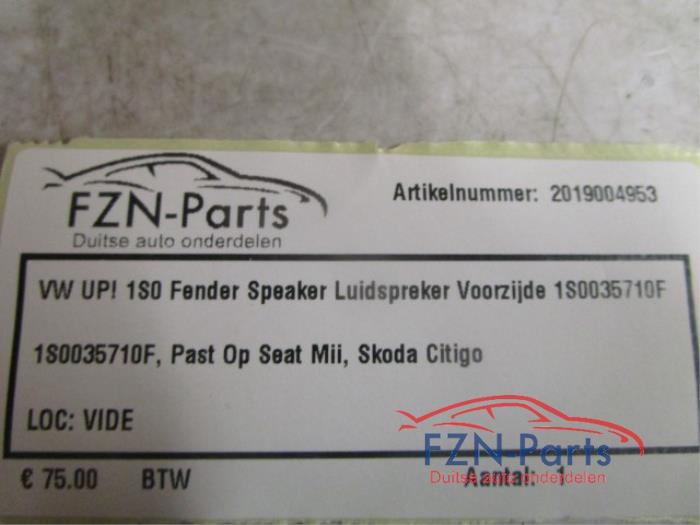 FZN-Parts
Duitse auto onderdelen
Artikelnummer: 2019004953
VW UP! 1S0 Fender Speaker Luidspreker Voorzijde 1S0035710F
1S0035710F, Past Op Seat Mii, Skoda Citigo
LOC: VIDE
€ 75.00 BTW Aantal: 1
FZN-Parts
Duitse auto onderdelen